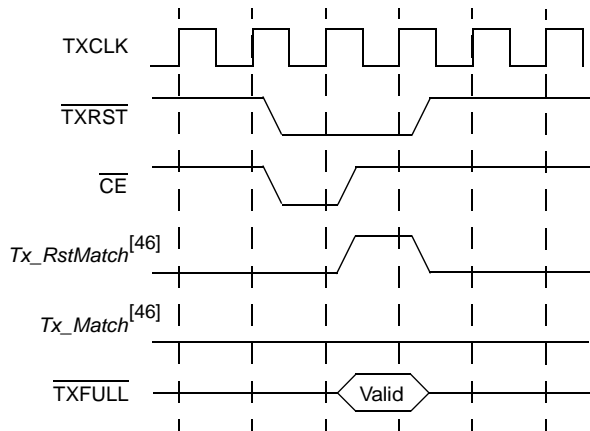 TXCLK
TXRST
CE
Tx_RstMatch[46]
Tx_Match[46]
TXFULL
Valid